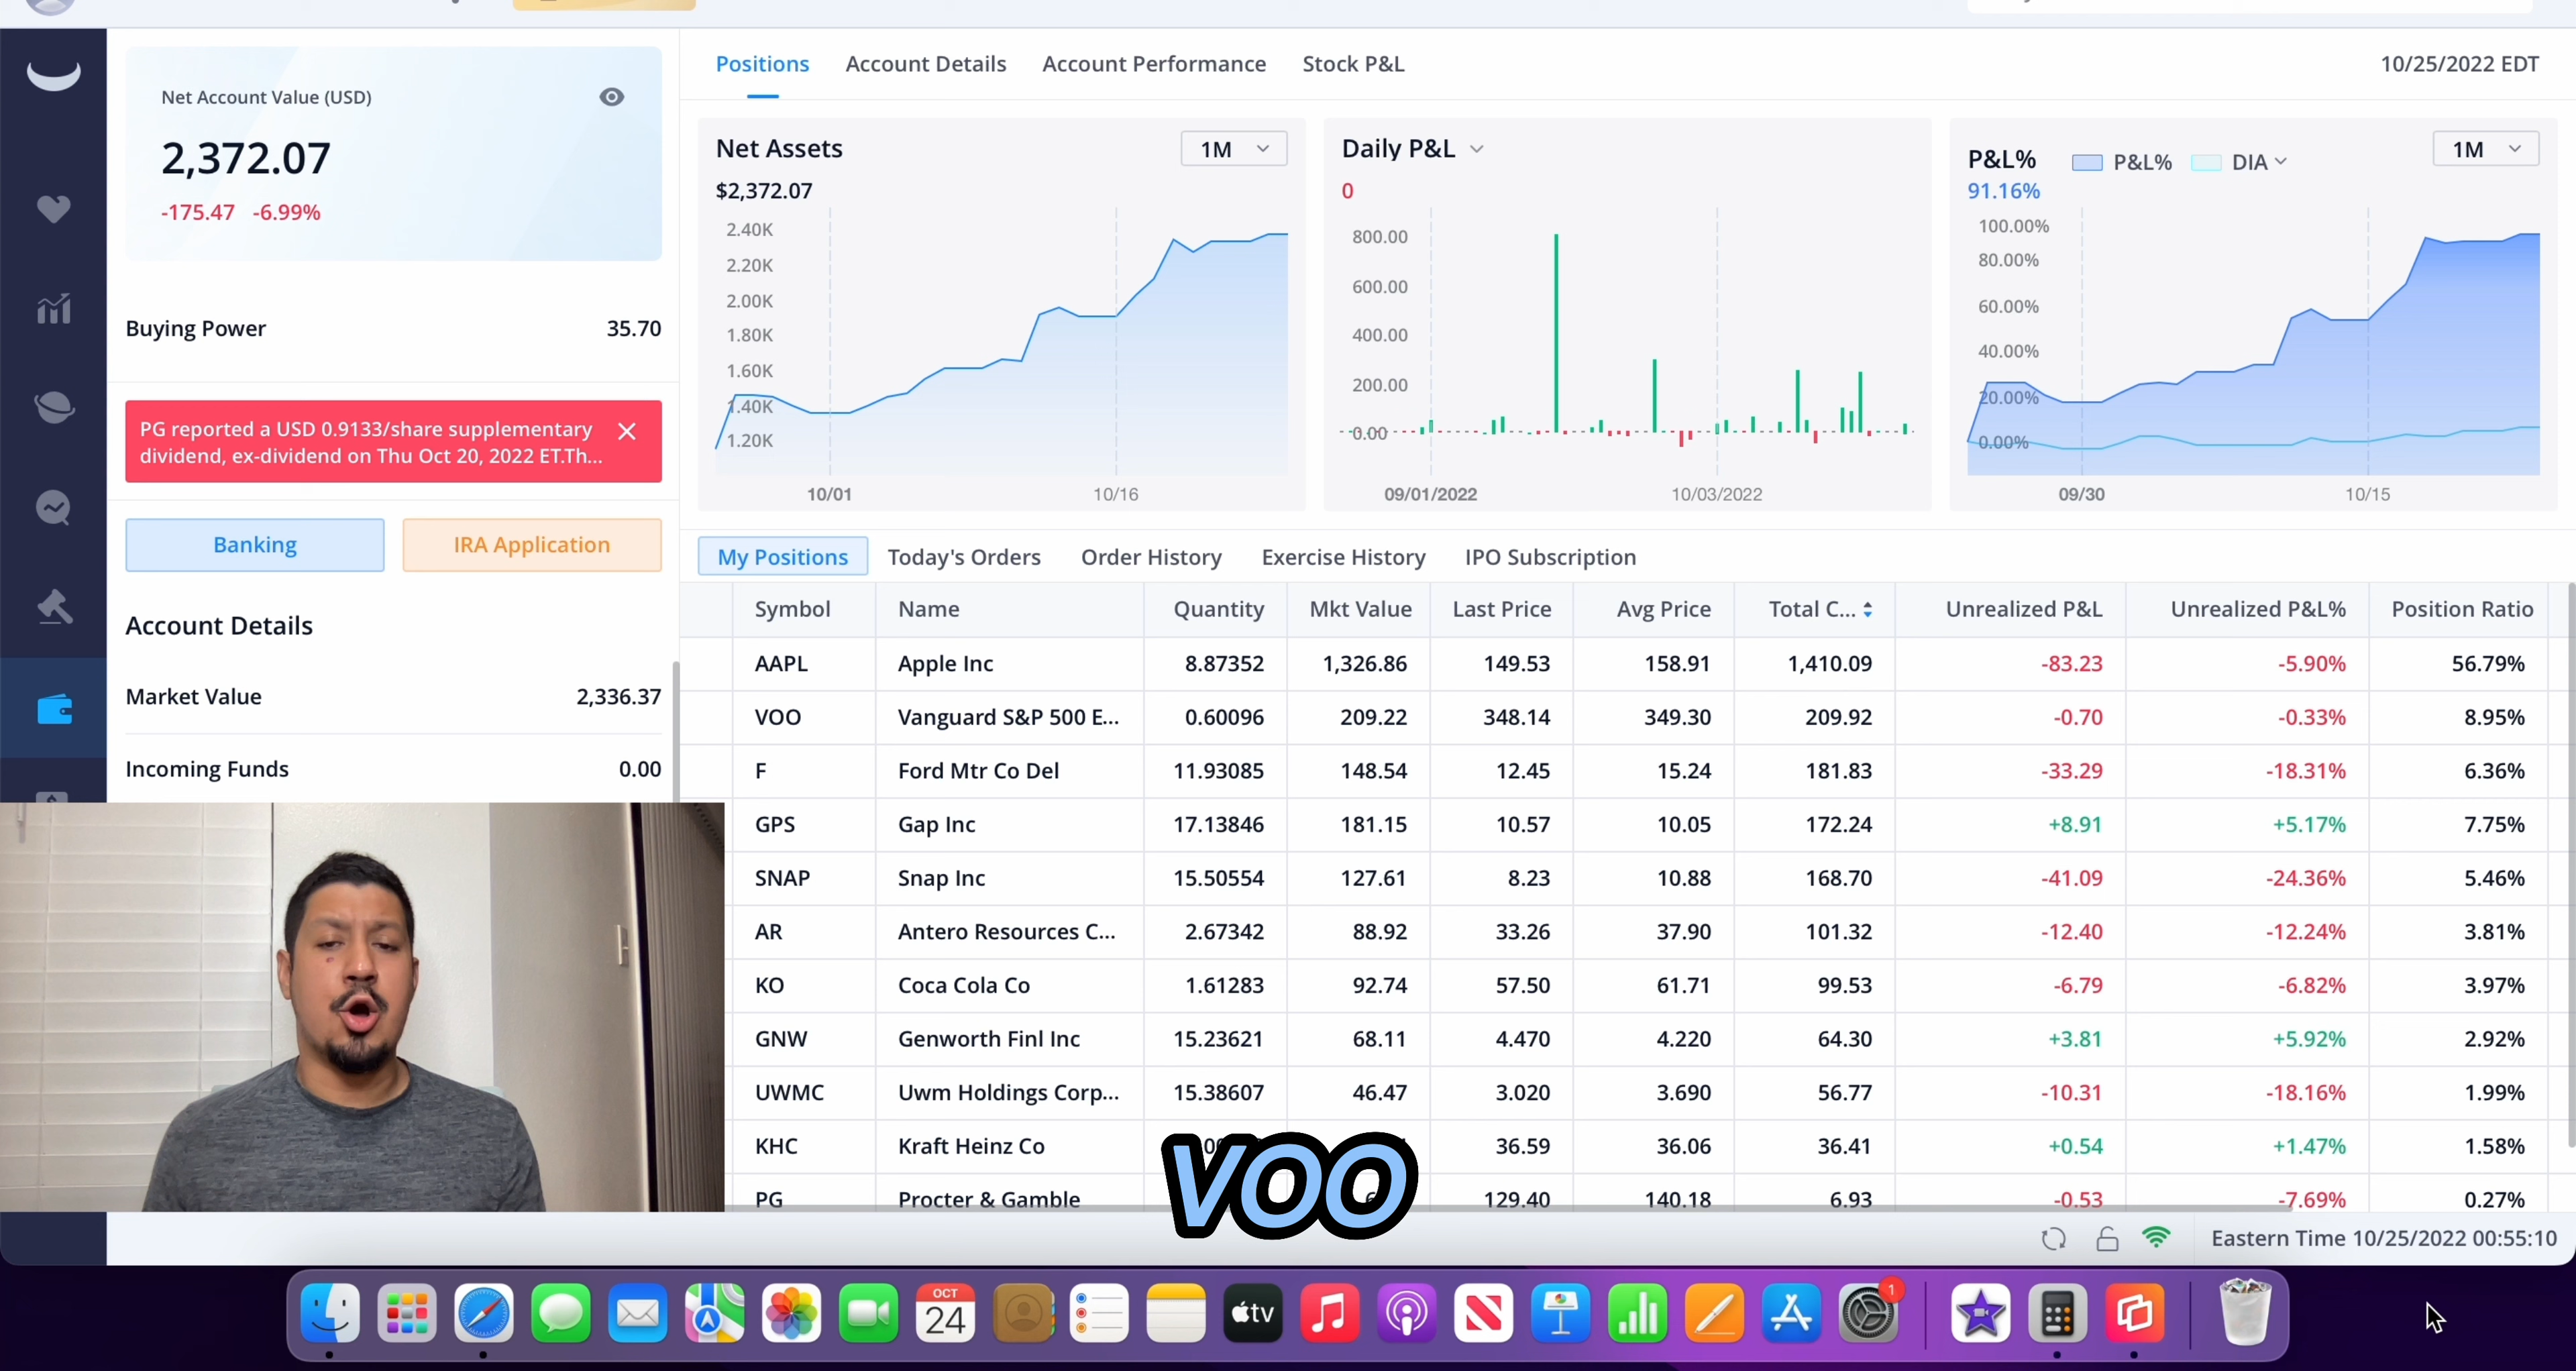 Positions Account Details Account Performance Stock P&L 10/25/2022 EDT
Net Account Value (USD)
2,372.07
-175.47 -6.99%
Buying Power 35.70
PG reported a USD 0.9133/share supplementary
dividend, ex-dividend on Thu Oct 20, 2022 ET.Th...
Banking IRA Application
Account Details
Market Value 2,336.37
Incoming Funds 0.00
Net Assets 1M
$2,372.07
2.40K
2.20K
2.00K
1.80K
1.60K
1.40K
1.20K
10/01 10/16
Daily P&L
0
800.00
600.00
400.00
200.00
0.00
09/01/2022 10/03/2022
P&L% P&L% DIA 1M
91.16%
100.00%
80.00%
60.00%
40.00%
20.00%
0.00%
09/30 10/15
My Positions Today's Orders Order History Exercise History IPO Subscription
Symbol Name Quantity Mkt Value Last Price Avg Price Total C... Unrealized P&L Unrealized P&L% Position Ratio
AAPL Apple Inc 8.87352 1,326.86 149.53 158.91 1,410.09 -83.23 -5.90% 56.79%
VOO Vanguard S&P 500 E... 0.60096 209.22 348.14 349.30 209.92 -0.70 -0.33% 8.95%
F Ford Mtr Co Del 11.93085 148.54 12.45 15.24 181.83 -33.29 -18.31% 6.36%
GPS Gap Inc 17.13846 181.15 10.57 10.05 172.24 +8.91 +5.17% 7.75%
SNAP Snap Inc 15.50554 127.61 8.23 10.88 168.70 -41.09 -24.36% 5.46%
AR Antero Resources C... 2.67342 88.92 33.26 37.90 101.32 -12.40 -12.24% 3.81%
KO Coca Cola Co 1.61283 92.74 57.50 61.71 99.53 -6.79 -6.82% 3.97%
GNW Genworth Finl Inc 15.23621 68.11 4.470 4.220 64.30 +3.81 +5.92% 2.92%
UWMC Uwm Holdings Corp... 15.38607 46.47 3.020 3.690 56.77 -10.31 -18.16% 1.99%
KHC Kraft Heinz Co 36.59 36.06 36.41 +0.54 +1.47% 1.58%
PG Procter & Gamble 129.40 140.18 6.93 -0.53 -7.69% 0.27%
VOO
Eastern Time 10/25/2022 00:55:10
OCT
24
tv
1